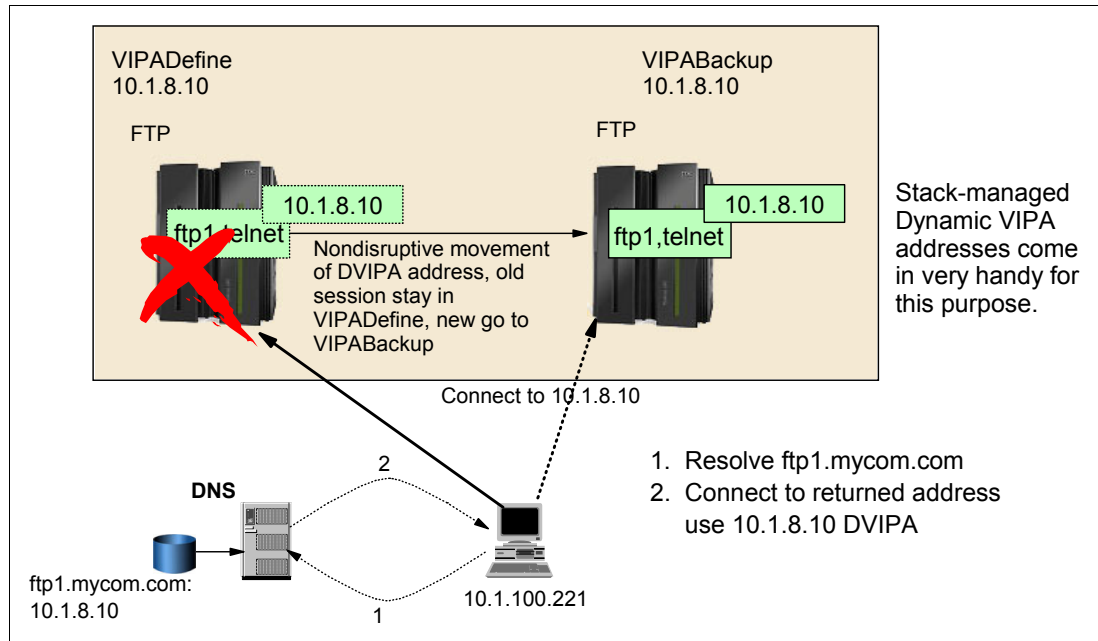 VIPADefine
10.1.8.10
VIPABackup
10.1.8.10
FTP
FTP
10.1.8.10
ftp1,telnet
10.1.8.10
ftp1,telnet
Nondisruptive movement
of DVIPA address, old
session stay in
VIPADefine, new go to
VIPABackup
Stack-managed
Dynamic VIPA
addresses come
in very handy for
this purpose.
Connect to 10.1.8.10
1. Resolve ftp1.mycom.com
2. Connect to returned address
use 10.1.8.10 DVIPA
2
DNS
ftp1.mycom.com:
10.1.8.10
1
10.1.100.221